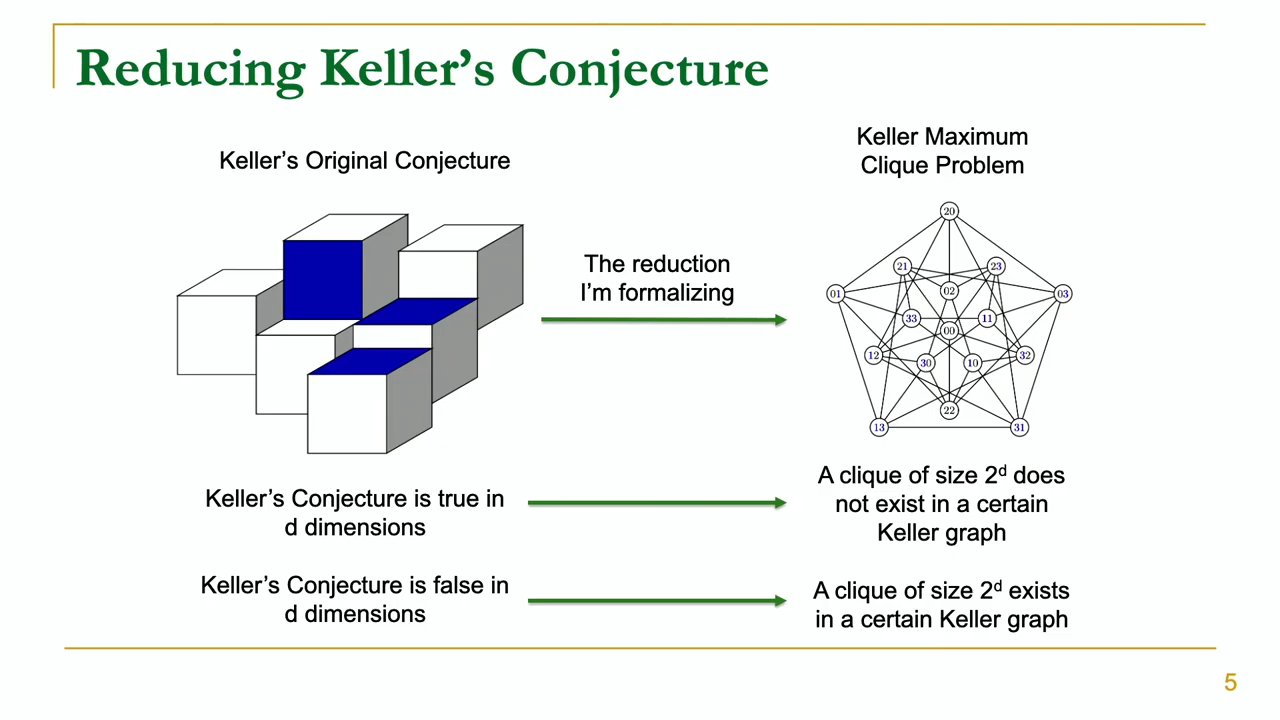 Reducing Keller’s Conjecture
Keller’s Original Conjecture
The reduction
I’m formalizing
Keller Maximum
Clique Problem
20
21
23
01
02
03
33
11
00
12
30
10
32
22
13
31
Keller’s Conjecture is true in
d dimensions
A clique of size 2ᵈ does
not exist in a certain
Keller graph
Keller’s Conjecture is false in
d dimensions
A clique of size 2ᵈ exists
in a certain Keller graph
5